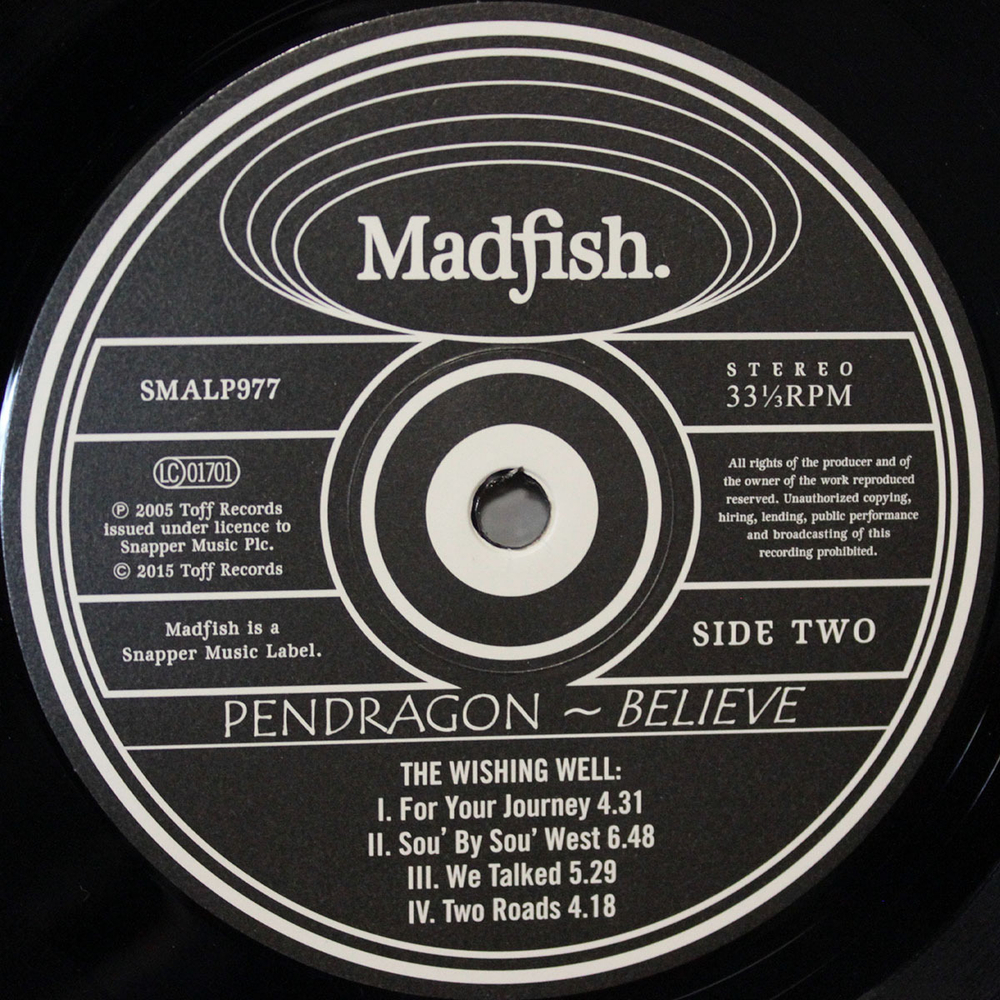 Madfish.
SMALP977
STEREO
33⅓RPM
LC 01701
℗ 2005 Toff Records
issued under licence to
Snapper Music Plc.
© 2015 Toff Records
All rights of the producer and of
the owner of the work reproduced
reserved. Unauthorized copying,
hiring, lending, public performance
and broadcasting of this
recording prohibited.
Madfish is a
Snapper Music Label.
SIDE TWO
PENDRAGON ~ BELIEVE
THE WISHING WELL:
I. For Your Journey 4.31
II. Sou' By Sou' West 6.48
III. We Talked 5.29
IV. Two Roads 4.18